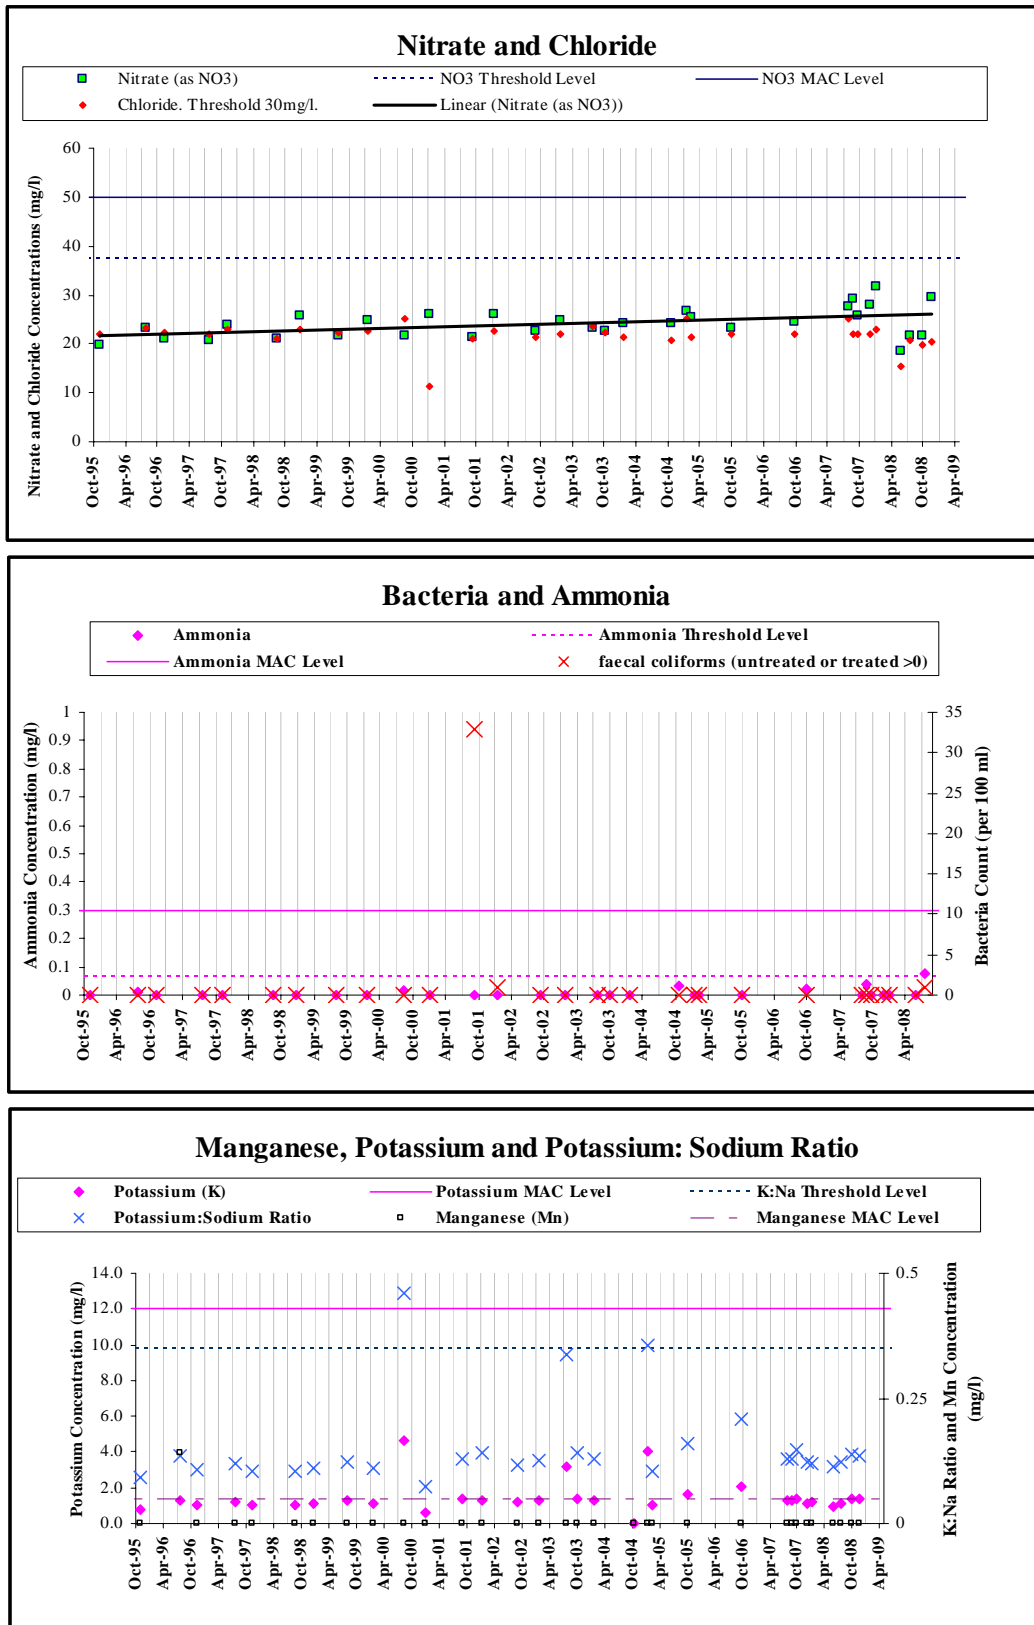 Nitrate and Chloride
Nitrate (as NO3) NO3 Threshold Level NO3 MAC Level
Chloride. Threshold 30mg/l. Linear (Nitrate (as NO3))
Nitrate and Chloride Concentrations (mg/l)
60
50
40
30
20
10
0
Oct-95 Apr-96 Oct-96 Apr-97 Oct-97 Apr-98 Oct-98 Apr-99 Oct-99 Apr-00 Oct-00 Apr-01 Oct-01 Apr-02 Oct-02 Apr-03 Oct-03 Apr-04 Oct-04 Apr-05 Oct-05 Apr-06 Oct-06 Apr-07 Oct-07 Apr-08 Oct-08 Apr-09
Bacteria and Ammonia
Ammonia Ammonia Threshold Level
Ammonia MAC Level faecal coliforms (untreated or treated >0)
Ammonia Concentration (mg/l)
1
0.9
0.8
0.7
0.6
0.5
0.4
0.3
0.2
0.1
0
35
30
25
20
15
10
5
0
Bacteria Count (per 100 ml)
Oct-95 Apr-96 Oct-96 Apr-97 Oct-97 Apr-98 Oct-98 Apr-99 Oct-99 Apr-00 Oct-00 Apr-01 Oct-01 Apr-02 Oct-02 Apr-03 Oct-03 Apr-04 Oct-04 Apr-05 Oct-05 Apr-06 Oct-06 Apr-07 Oct-07 Apr-08
Manganese, Potassium and Potassium: Sodium Ratio
Potassium (K) Potassium MAC Level K:Na Threshold Level
Potassium:Sodium Ratio Manganese (Mn) Manganese MAC Level
Potassium Concentration (mg/l)
14.0
12.0
10.0
8.0
6.0
4.0
2.0
0.0
0.5
0.25
0
K:Na Ratio and Mn Concentration
(mg/l)
Oct-95 Apr-96 Oct-96 Apr-97 Oct-97 Apr-98 Oct-98 Apr-99 Oct-99 Apr-00 Oct-00 Apr-01 Oct-01 Apr-02 Oct-02 Apr-03 Oct-03 Apr-04 Oct-04 Apr-05 Oct-05 Apr-06 Oct-06 Apr-07 Oct-07 Apr-08 Oct-08 Apr-09